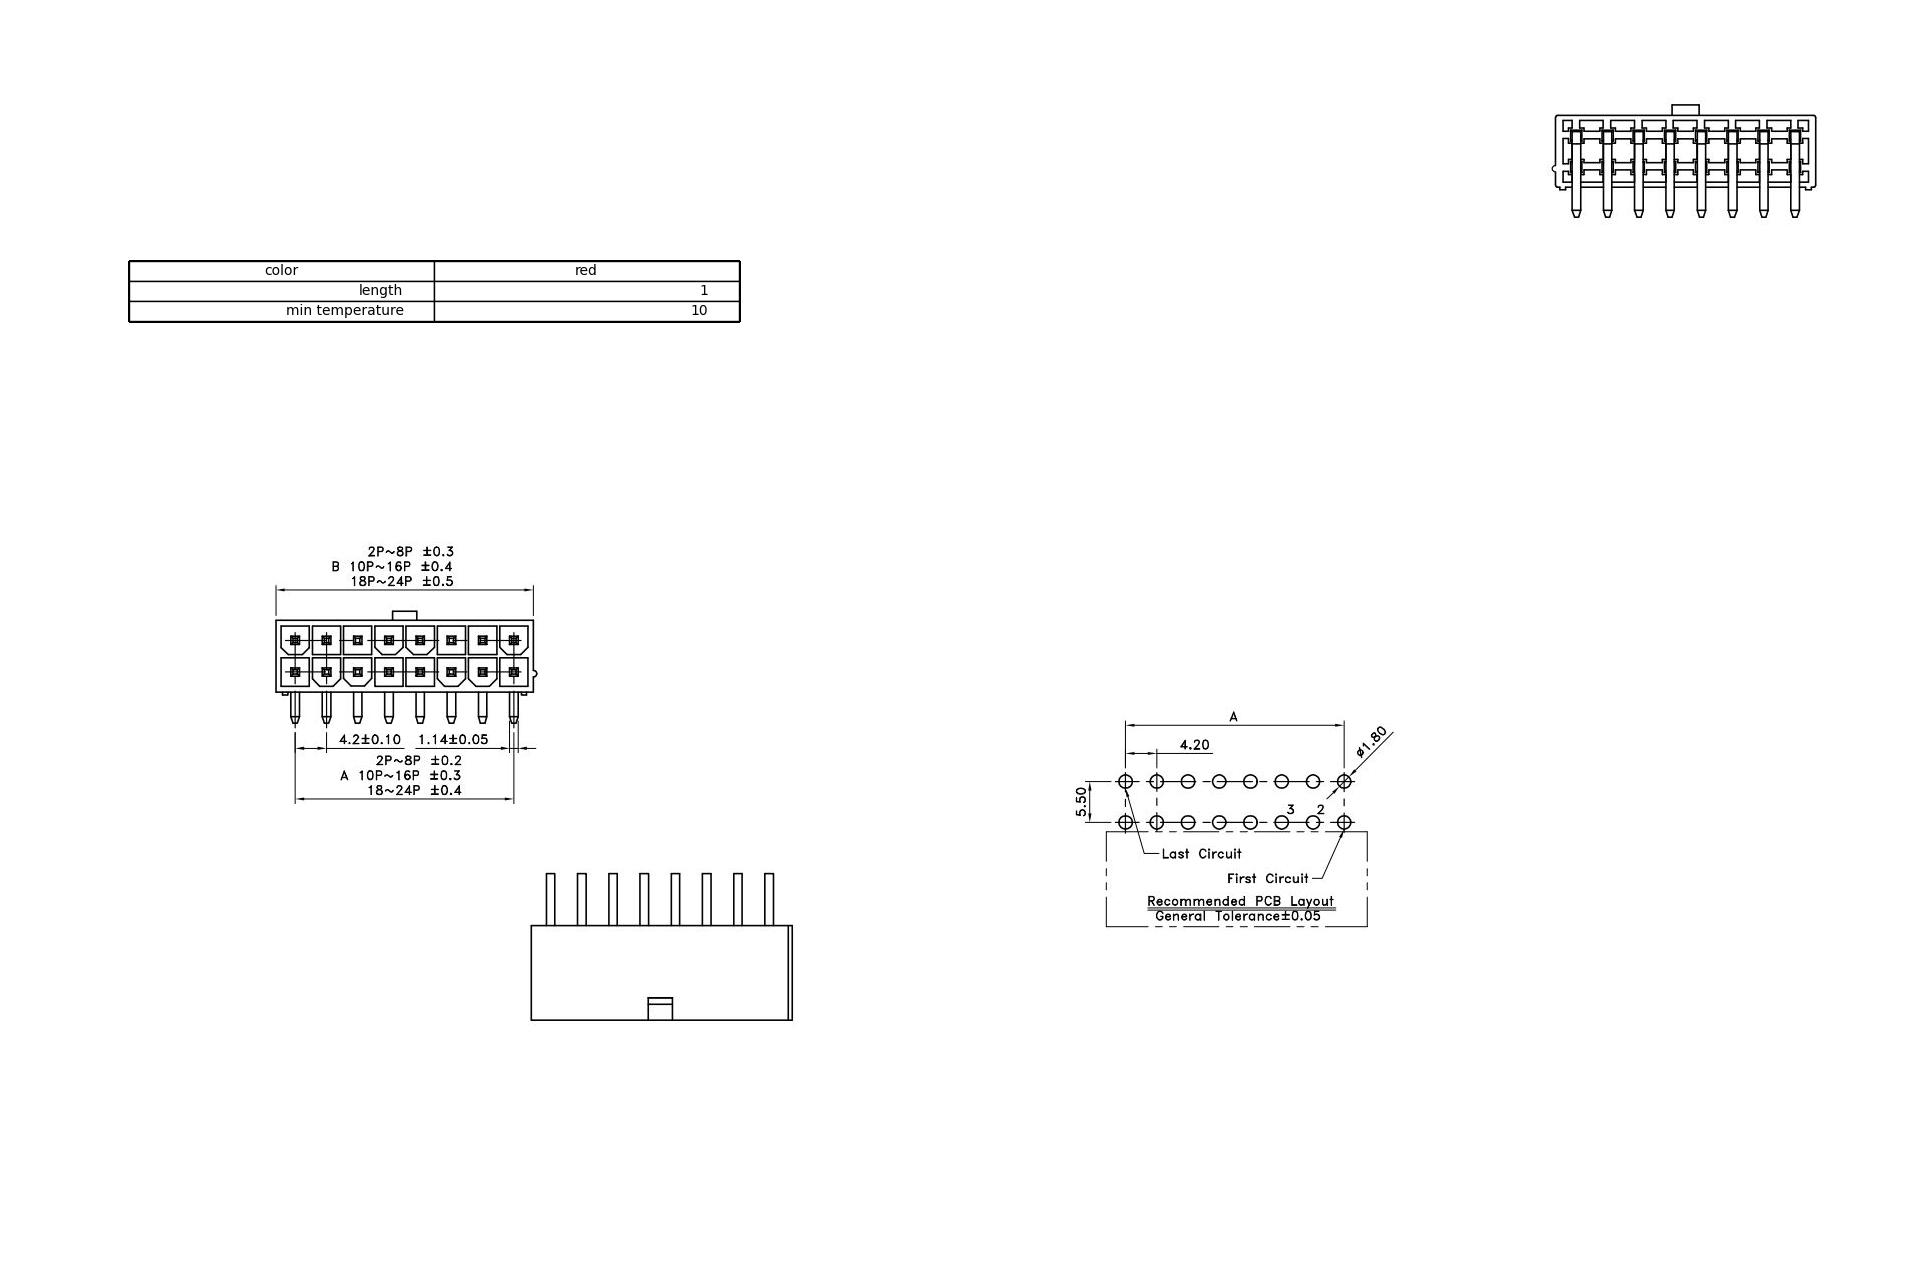 color red
length 1
min temperature 10
2P~8P ±0.3
B 10P~16P ±0.4
18P~24P ±0.5
4.2±0.10 1.14±0.05
2P~8P ±0.2
A 10P~16P ±0.3
18~24P ±0.4
A
4.20
ø1.80
5.50
3 2
Last Circuit
First Circuit
Recommended PCB Layout
General Tolerance±0.05